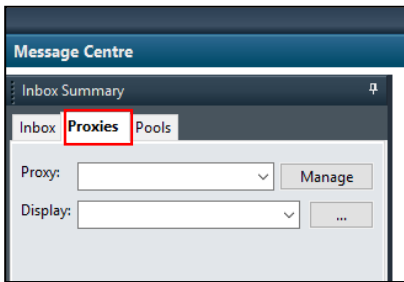 Message Centre
Inbox Summary
Inbox Proxies Pools
Proxy: Manage
Display: ...